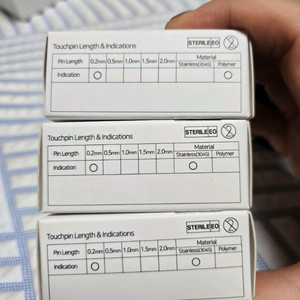 STERILE EO
Touchpin Length & Indications
Material
Pin Length 0.2mm 0.5mm 1.0mm 1.5mm 2.0mm Stainless(304S) Polymer
Indication
STERILE EO
Touchpin Length & Indications
Material
Pin Length 0.2mm 0.5mm 1.0mm 1.5mm 2.0mm Stainless(304S) Polymer
Indication
STERILE EO
Touchpin Length & Indications
Material
Pin Length 0.2mm 0.5mm 1.0mm 1.5mm 2.0mm Stainless(304S) Polymer
Indication